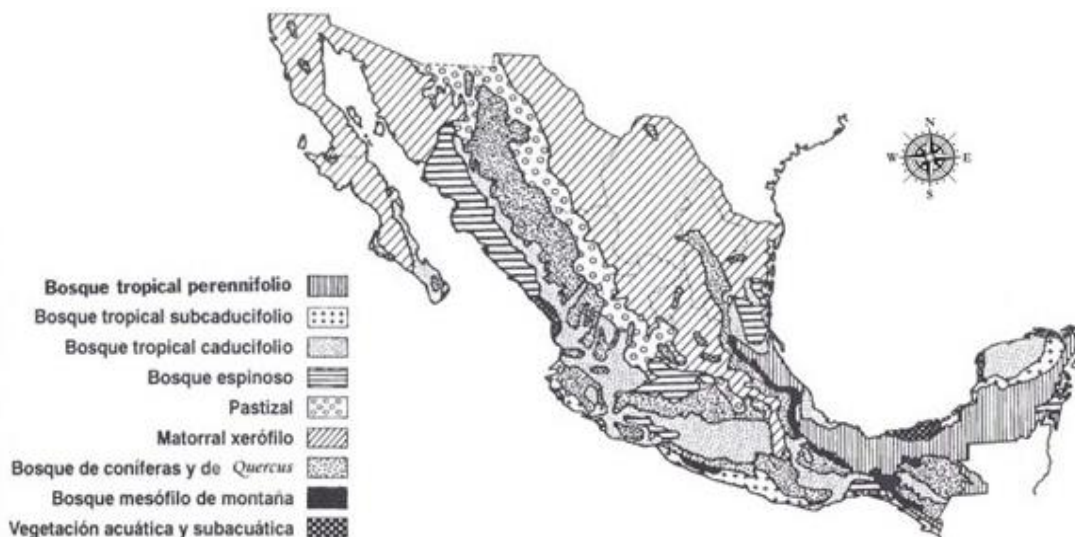 N
W E
S
Bosque tropical perennifolio
Bosque tropical subcaducifolio
Bosque tropical caducifolio
Bosque espinoso
Pastizal
Matorral xerófilo
Bosque de coníferas y de Quercus
Bosque mesófilo de montaña
Vegetación acuática y subacuática